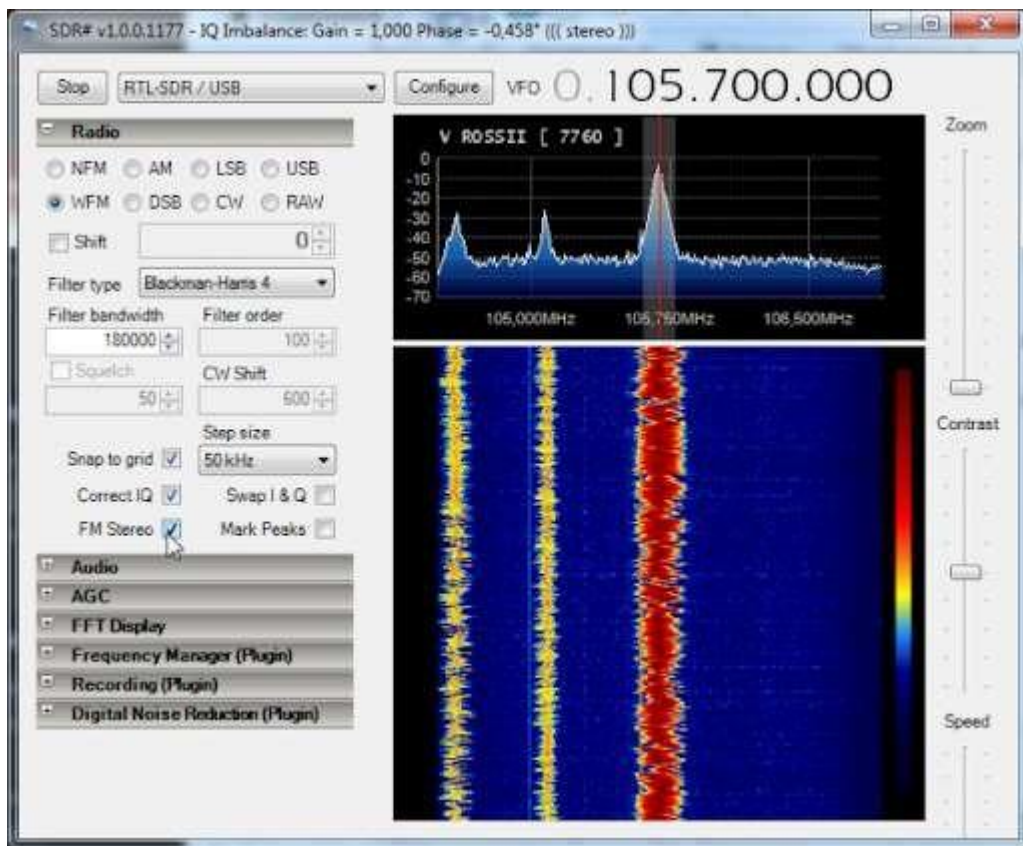 SDR# v1.0.0.1177 - IQ Imbalance: Gain = 1,000 Phase = -0,458° ((( stereo )))
Stop RTL-SDR / USB Configure VFO 0.105.700.000
Radio
NFM AM LSB USB
WFM DSB CW RAW
Shift 0
Filter type Blackman-Harris 4
Filter bandwidth Filter order
180000 100
Squelch CW Shift
50 600
Step size
Snap to grid 50 kHz
Correct IQ Swap I & Q
FM Stereo Mark Peaks
Audio
AGC
FFT Display
Frequency Manager (Plugin)
Recording (Plugin)
Digital Noise Reduction (Plugin)
V ROSSII [ 7760 ]
0
-10
-20
-30
-40
-50
-60
-70
105,000MHz 105,750MHz 106,500MHz
Zoom
Contrast
Speed